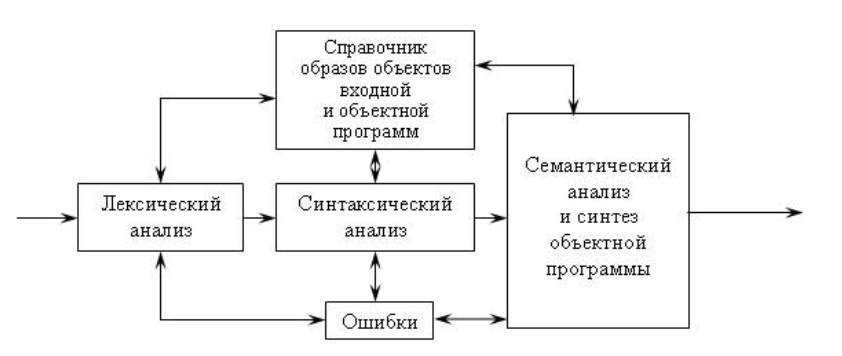 Справочник
образов объектов
входной
и объектной
программ
Лексический
анализ
Синтаксический
анализ
Семантический
анализ
и синтез
объектной
программы
Ошибки